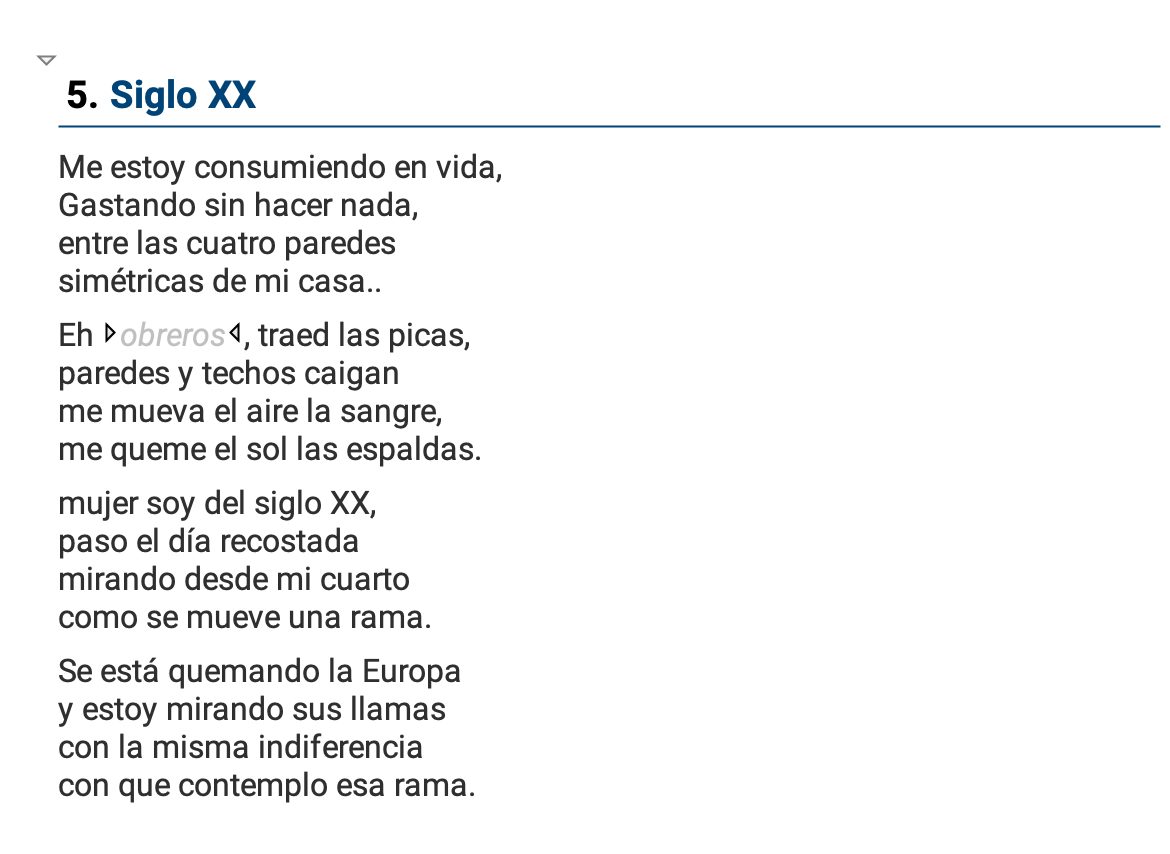 5. Siglo XX
Me estoy consumiendo en vida,
Gastando sin hacer nada,
entre las cuatro paredes
simétricas de mi casa..
Eh obreros, traed las picas,
paredes y techos caigan
me mueva el aire la sangre,
me queme el sol las espaldas.
mujer soy del siglo XX,
paso el día recostada
mirando desde mi cuarto
como se mueve una rama.
Se está quemando la Europa
y estoy mirando sus llamas
con la misma indiferencia
con que contemplo esa rama.